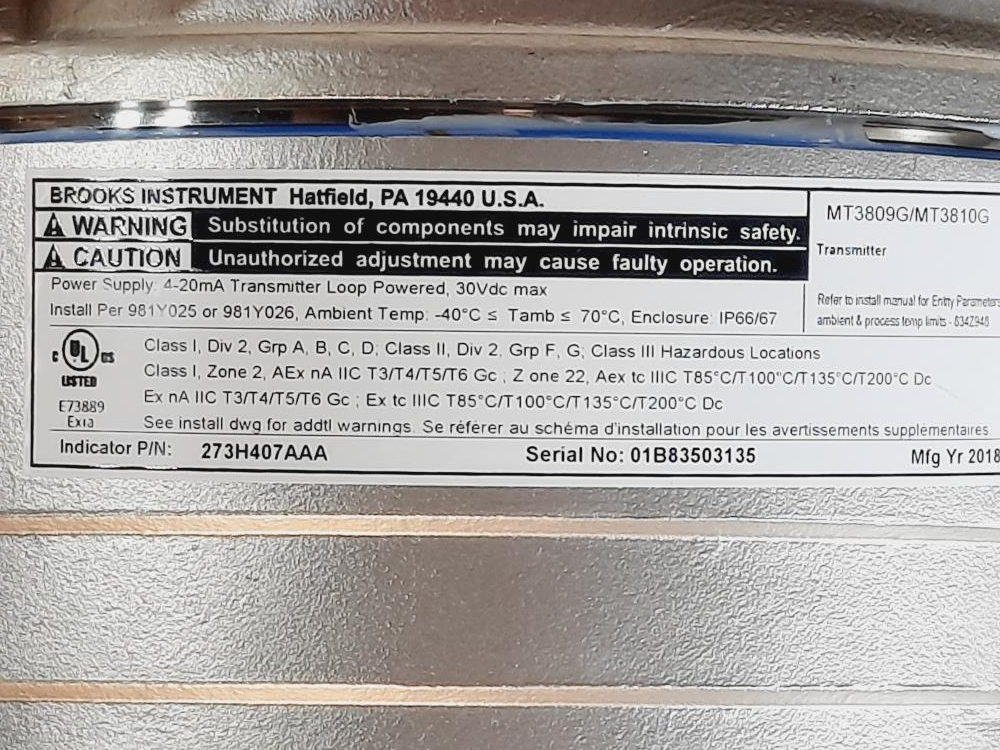 BROOKS INSTRUMENT Hatfield, PA 19440 U.S.A.
WARNING Substitution of components may impair intrinsic safety.
CAUTION Unauthorized adjustment may cause faulty operation.
MT3809G/MT3810G
Transmitter
Power Supply: 4-20mA Transmitter Loop Powered, 30Vdc max
Install Per 981Y025 or 981Y026, Ambient Temp: -40°C ≤ Tamb ≤ 70°C, Enclosure: IP66/67
Refer to install manual for Entity Parameters
ambient & process temp limits - 834Z948
C UL US
LISTED
E73889
Exia
Class I, Div 2, Grp A, B, C, D; Class II, Div 2, Grp F, G; Class III Hazardous Locations
Class I, Zone 2, AEx nA IIC T3/T4/T5/T6 Gc ; Z one 22, Aex tc IIIC T85°C/T100°C/T135°C/T200°C Dc
Ex nA IIC T3/T4/T5/T6 Gc ; Ex tc IIIC T85°C/T100°C/T135°C/T200°C Dc
See install dwg for addtl warnings. Se référer au schéma d'installation pour les avertissements supplémentaires
Indicator P/N: 273H407AAA Serial No: 01B83503135 Mfg Yr 2018